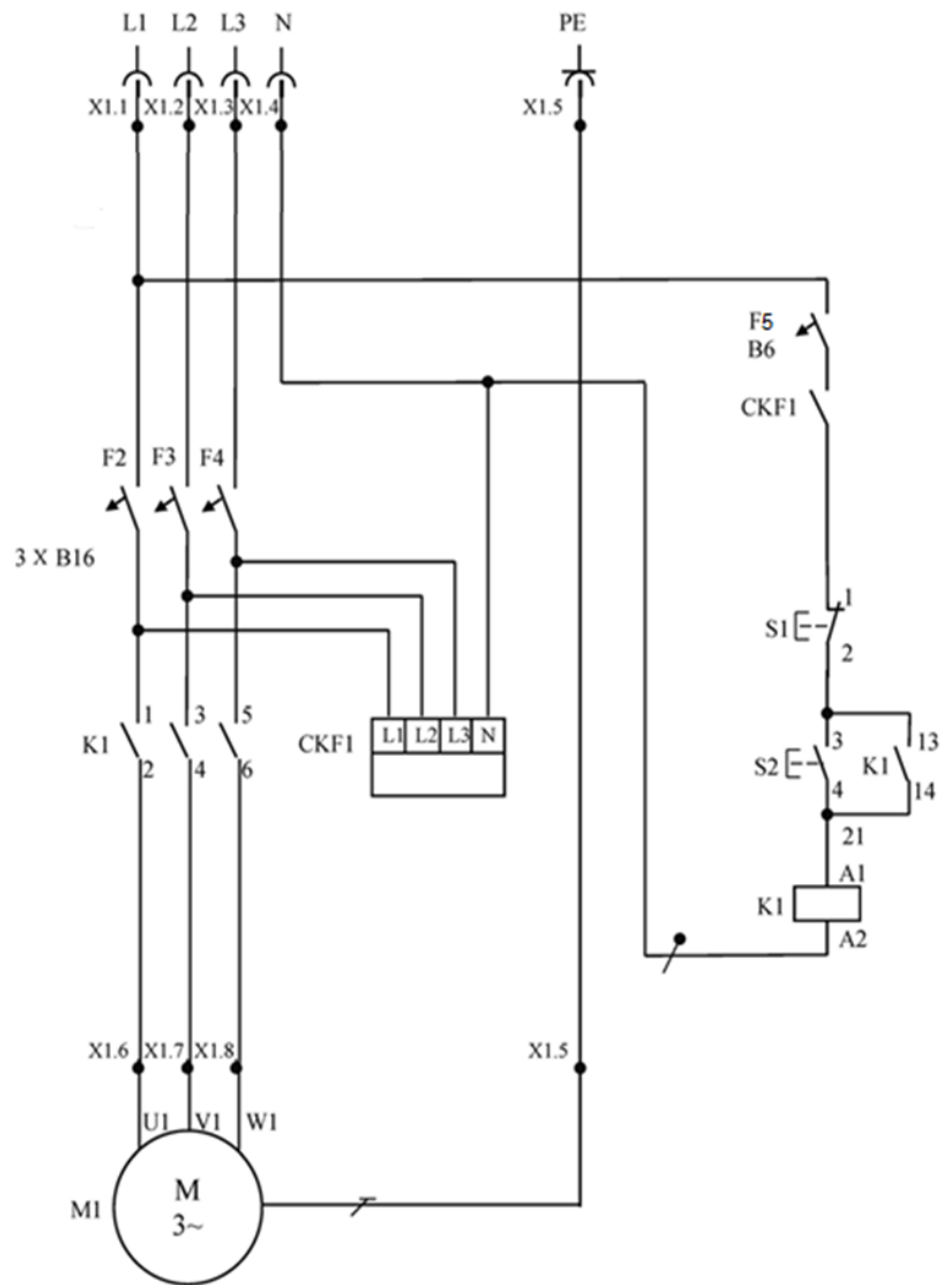 L1 L2 L3 N PE
X1.1 X1.2 X1.3 X1.4 X1.5
F5
B6
CKF1
F2 F3 F4
3 X B16
1
S1
2
1 3 5
K1
2 4 6
CKF1 L1 L2 L3 N
3 13
S2 K1
4 14
21
A1
K1
A2
X1.6 X1.7 X1.8 X1.5
U1 V1 W1
M
M1
3~